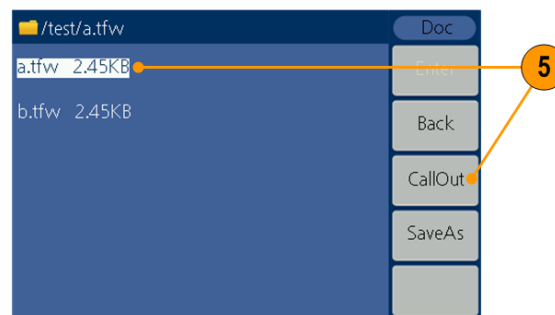 /test/a.tfw
Doc
a.tfw 2.45KB
Enter
5
b.tfw 2.45KB
Back
CallOut
SaveAs